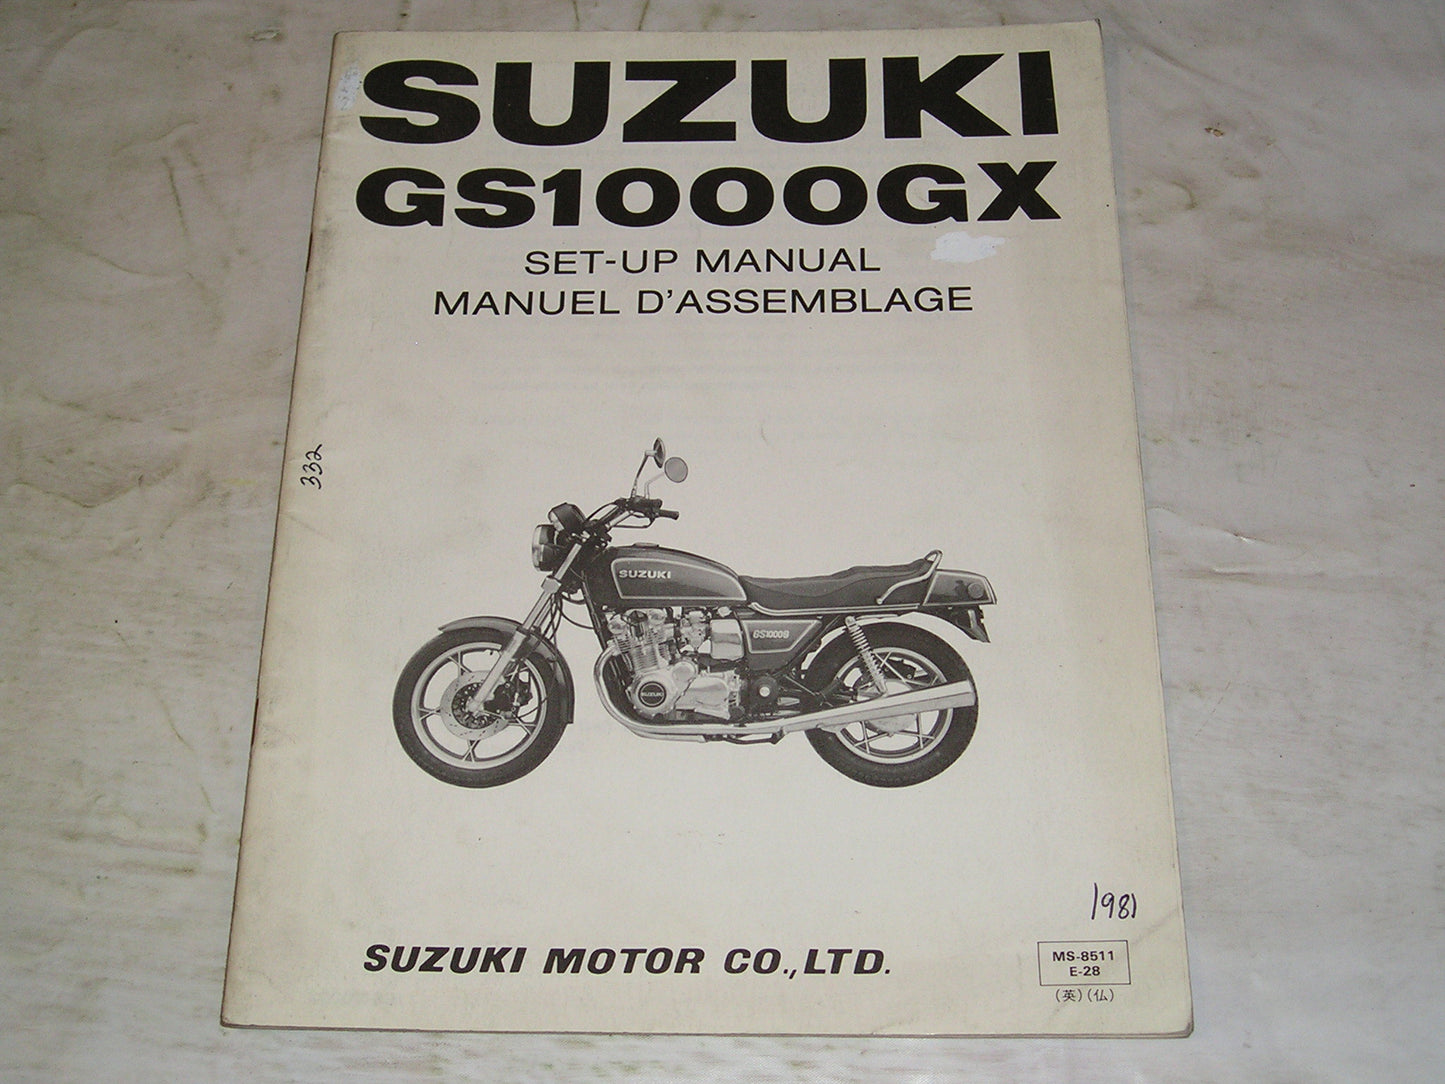 SUZUKI
GS1000GX
SET-UP MANUAL
MANUEL D'ASSEMBLAGE
332
SUZUKI
GS1000G
SUZUKI
1981
SUZUKI MOTOR CO.,LTD.
MS-8511
E-28
(英)(仏)